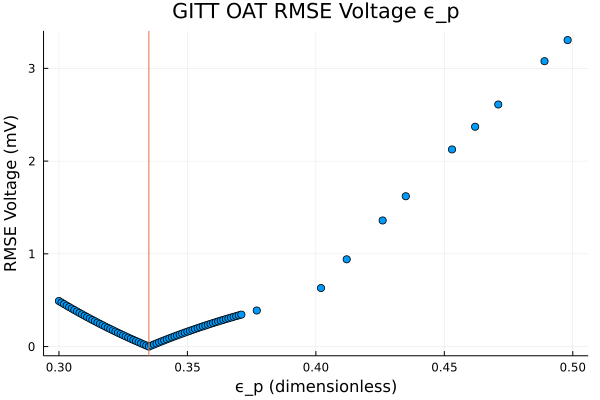 GITT OAT RMSE Voltage ϵ_p
RMSE Voltage (mV)
3
2
1
0
0.30 0.35 0.40 0.45 0.50
ϵ_p (dimensionless)